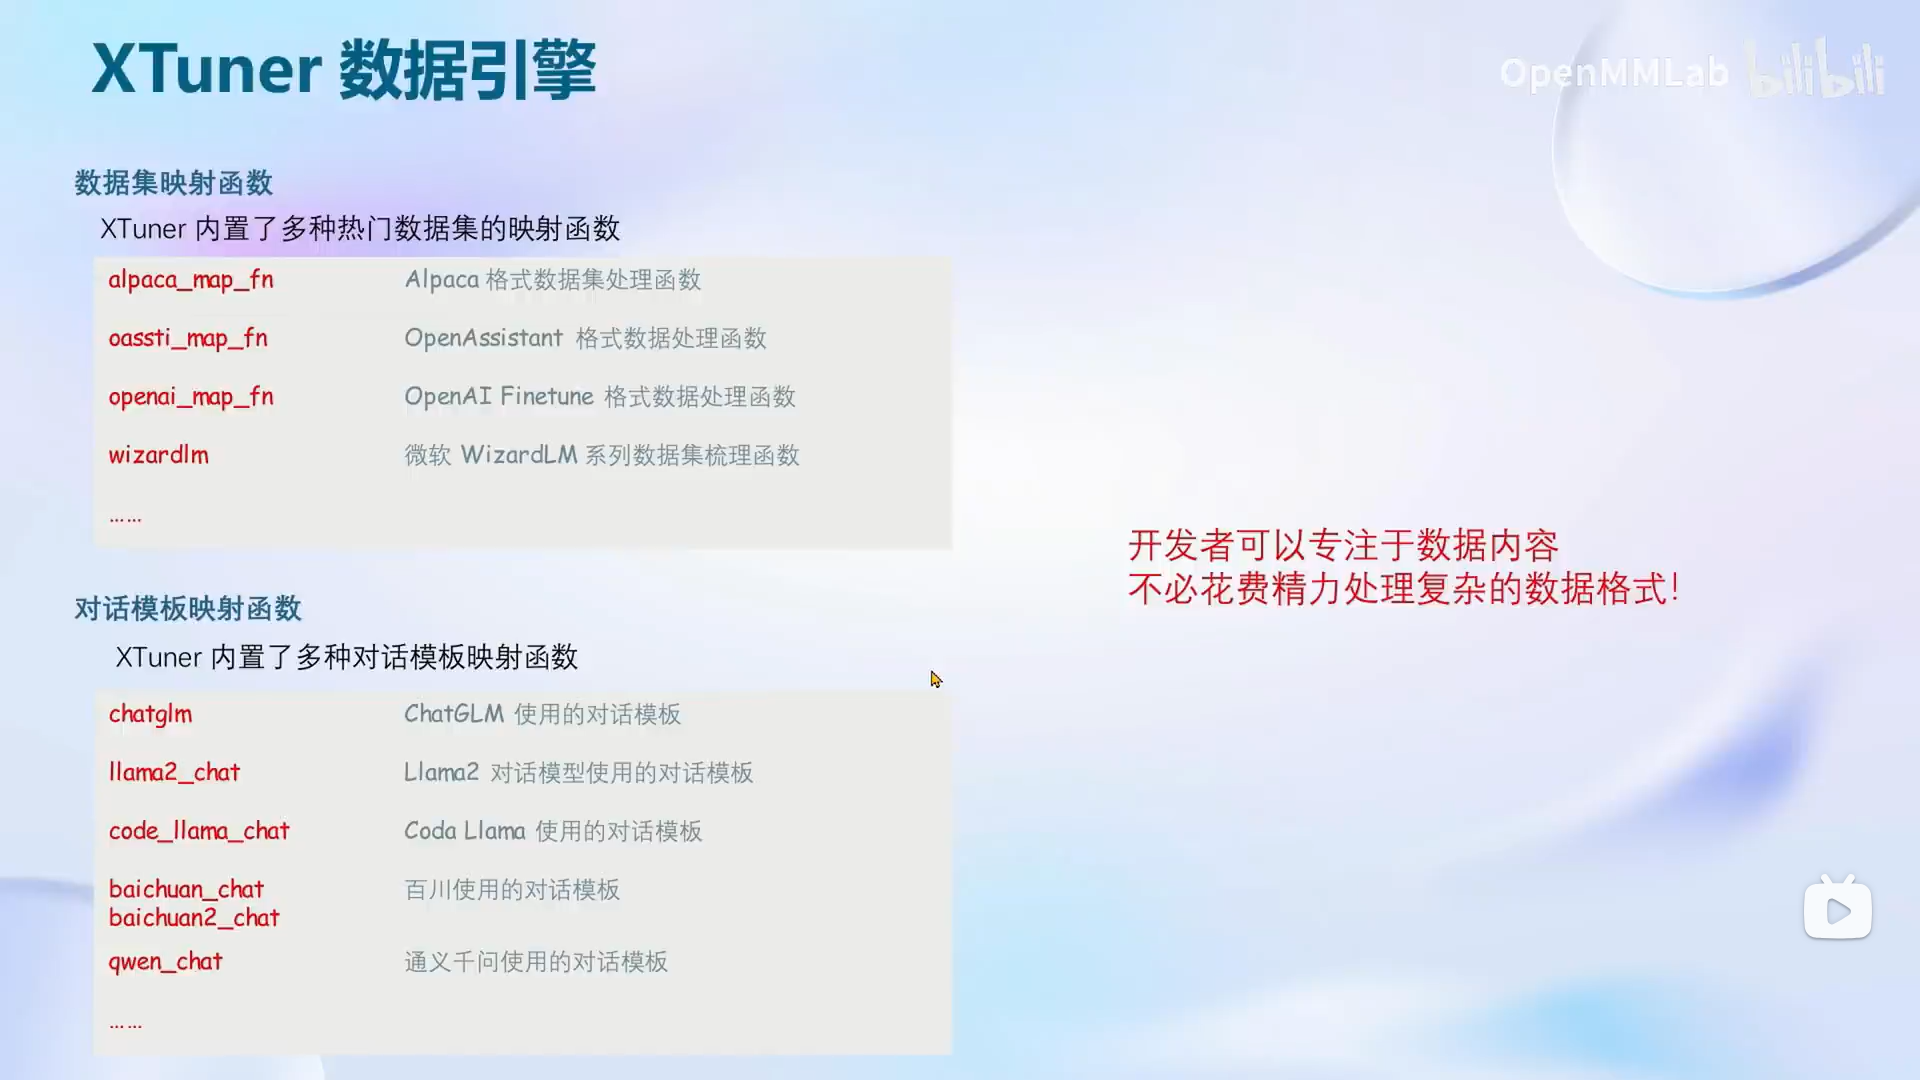 XTuner 数据引擎
OpenMMLab bilibili
数据集映射函数
XTuner 内置了多种热门数据集的映射函数
alpaca_map_fn Alpaca 格式数据集处理函数
oassti_map_fn OpenAssistant 格式数据处理函数
openai_map_fn OpenAI Finetune 格式数据处理函数
wizardlm 微软 WizardLM 系列数据集梳理函数
……
开发者可以专注于数据内容
不必花费精力处理复杂的数据格式！
对话模板映射函数
XTuner 内置了多种对话模板映射函数
chatglm ChatGLM 使用的对话模板
llama2_chat Llama2 对话模型使用的对话模板
code_llama_chat Coda Llama 使用的对话模板
baichuan_chat 百川使用的对话模板
baichuan2_chat
qwen_chat 通义千问使用的对话模板
……